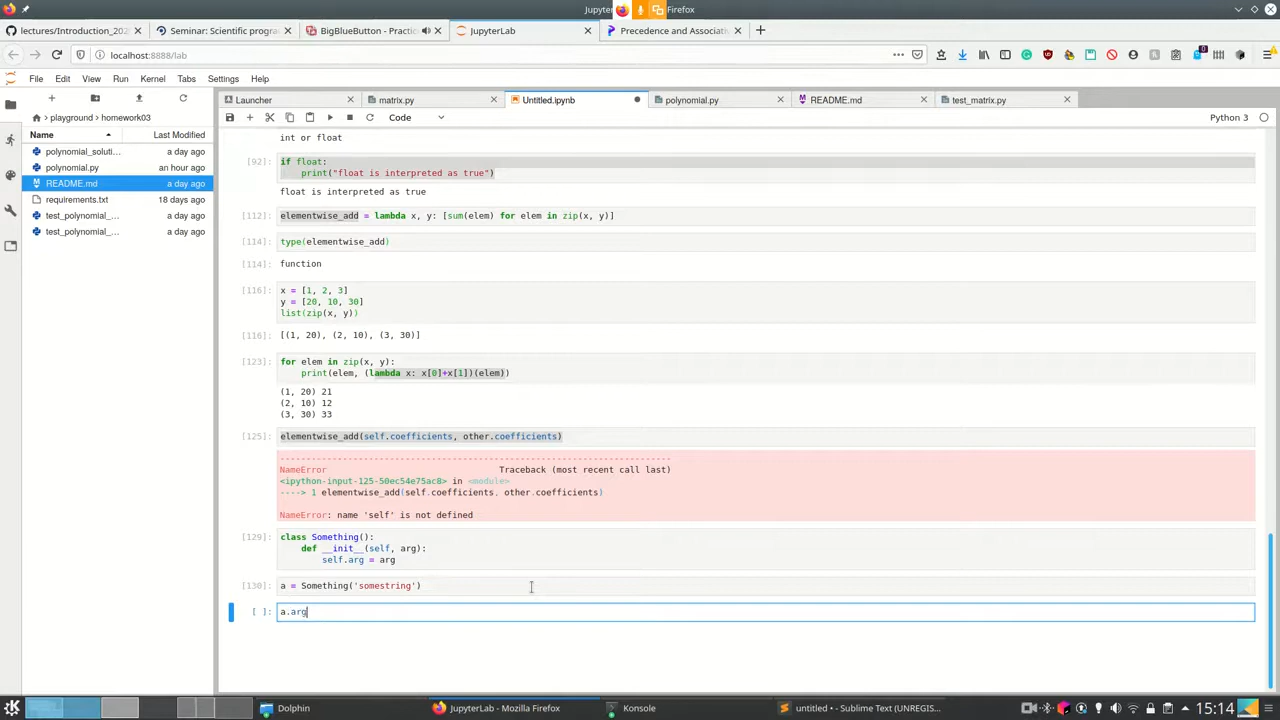 Jupyter
Firefox
lectures/Introduction_202
Seminar: Scientific progra
BigBlueButton - Practi
JupyterLab
Precedence and Associativ
localhost:8888/lab
File Edit View Run Kernel Tabs Settings Help
Launcher
matrix.py
Untitled.ipynb
polynomial.py
README.md
test_matrix.py
Code
Python 3
playground / homework03
Name
Last Modified
polynomial_soluti... a day ago
polynomial.py an hour ago
README.md a day ago
requirements.txt 18 days ago
test_polynomial_... a day ago
test_polynomial_... a day ago
int or float
[92]: if float:
print("float is interpreted as true")
float is interpreted as true
[112]: elementwise_add = lambda x, y: [sum(elem) for elem in zip(x, y)]
[114]: type(elementwise_add)
[114]: function
[116]: x = [1, 2, 3]
y = [20, 10, 30]
list(zip(x, y))
[116]: [(1, 20), (2, 10), (3, 30)]
[123]: for elem in zip(x, y):
print(elem, (lambda x: x[0]+x[1])(elem))
(1, 20) 21
(2, 10) 12
(3, 30) 33
[125]: elementwise_add(self.coefficients, other.coefficients)
---------------------------------------------------------------------------
NameError Traceback (most recent call last)
<ipython-input-125-50ec54e75ac8> in <module>
----> 1 elementwise_add(self.coefficients, other.coefficients)
NameError: name 'self' is not defined
[129]: class Something():
def __init__(self, arg):
self.arg = arg
[130]: a = Something('somestring')
[ ]: a.arg
Dolphin
JupyterLab - Mozilla Firefox
Konsole
untitled • - Sublime Text (UNREGIS...
15:14